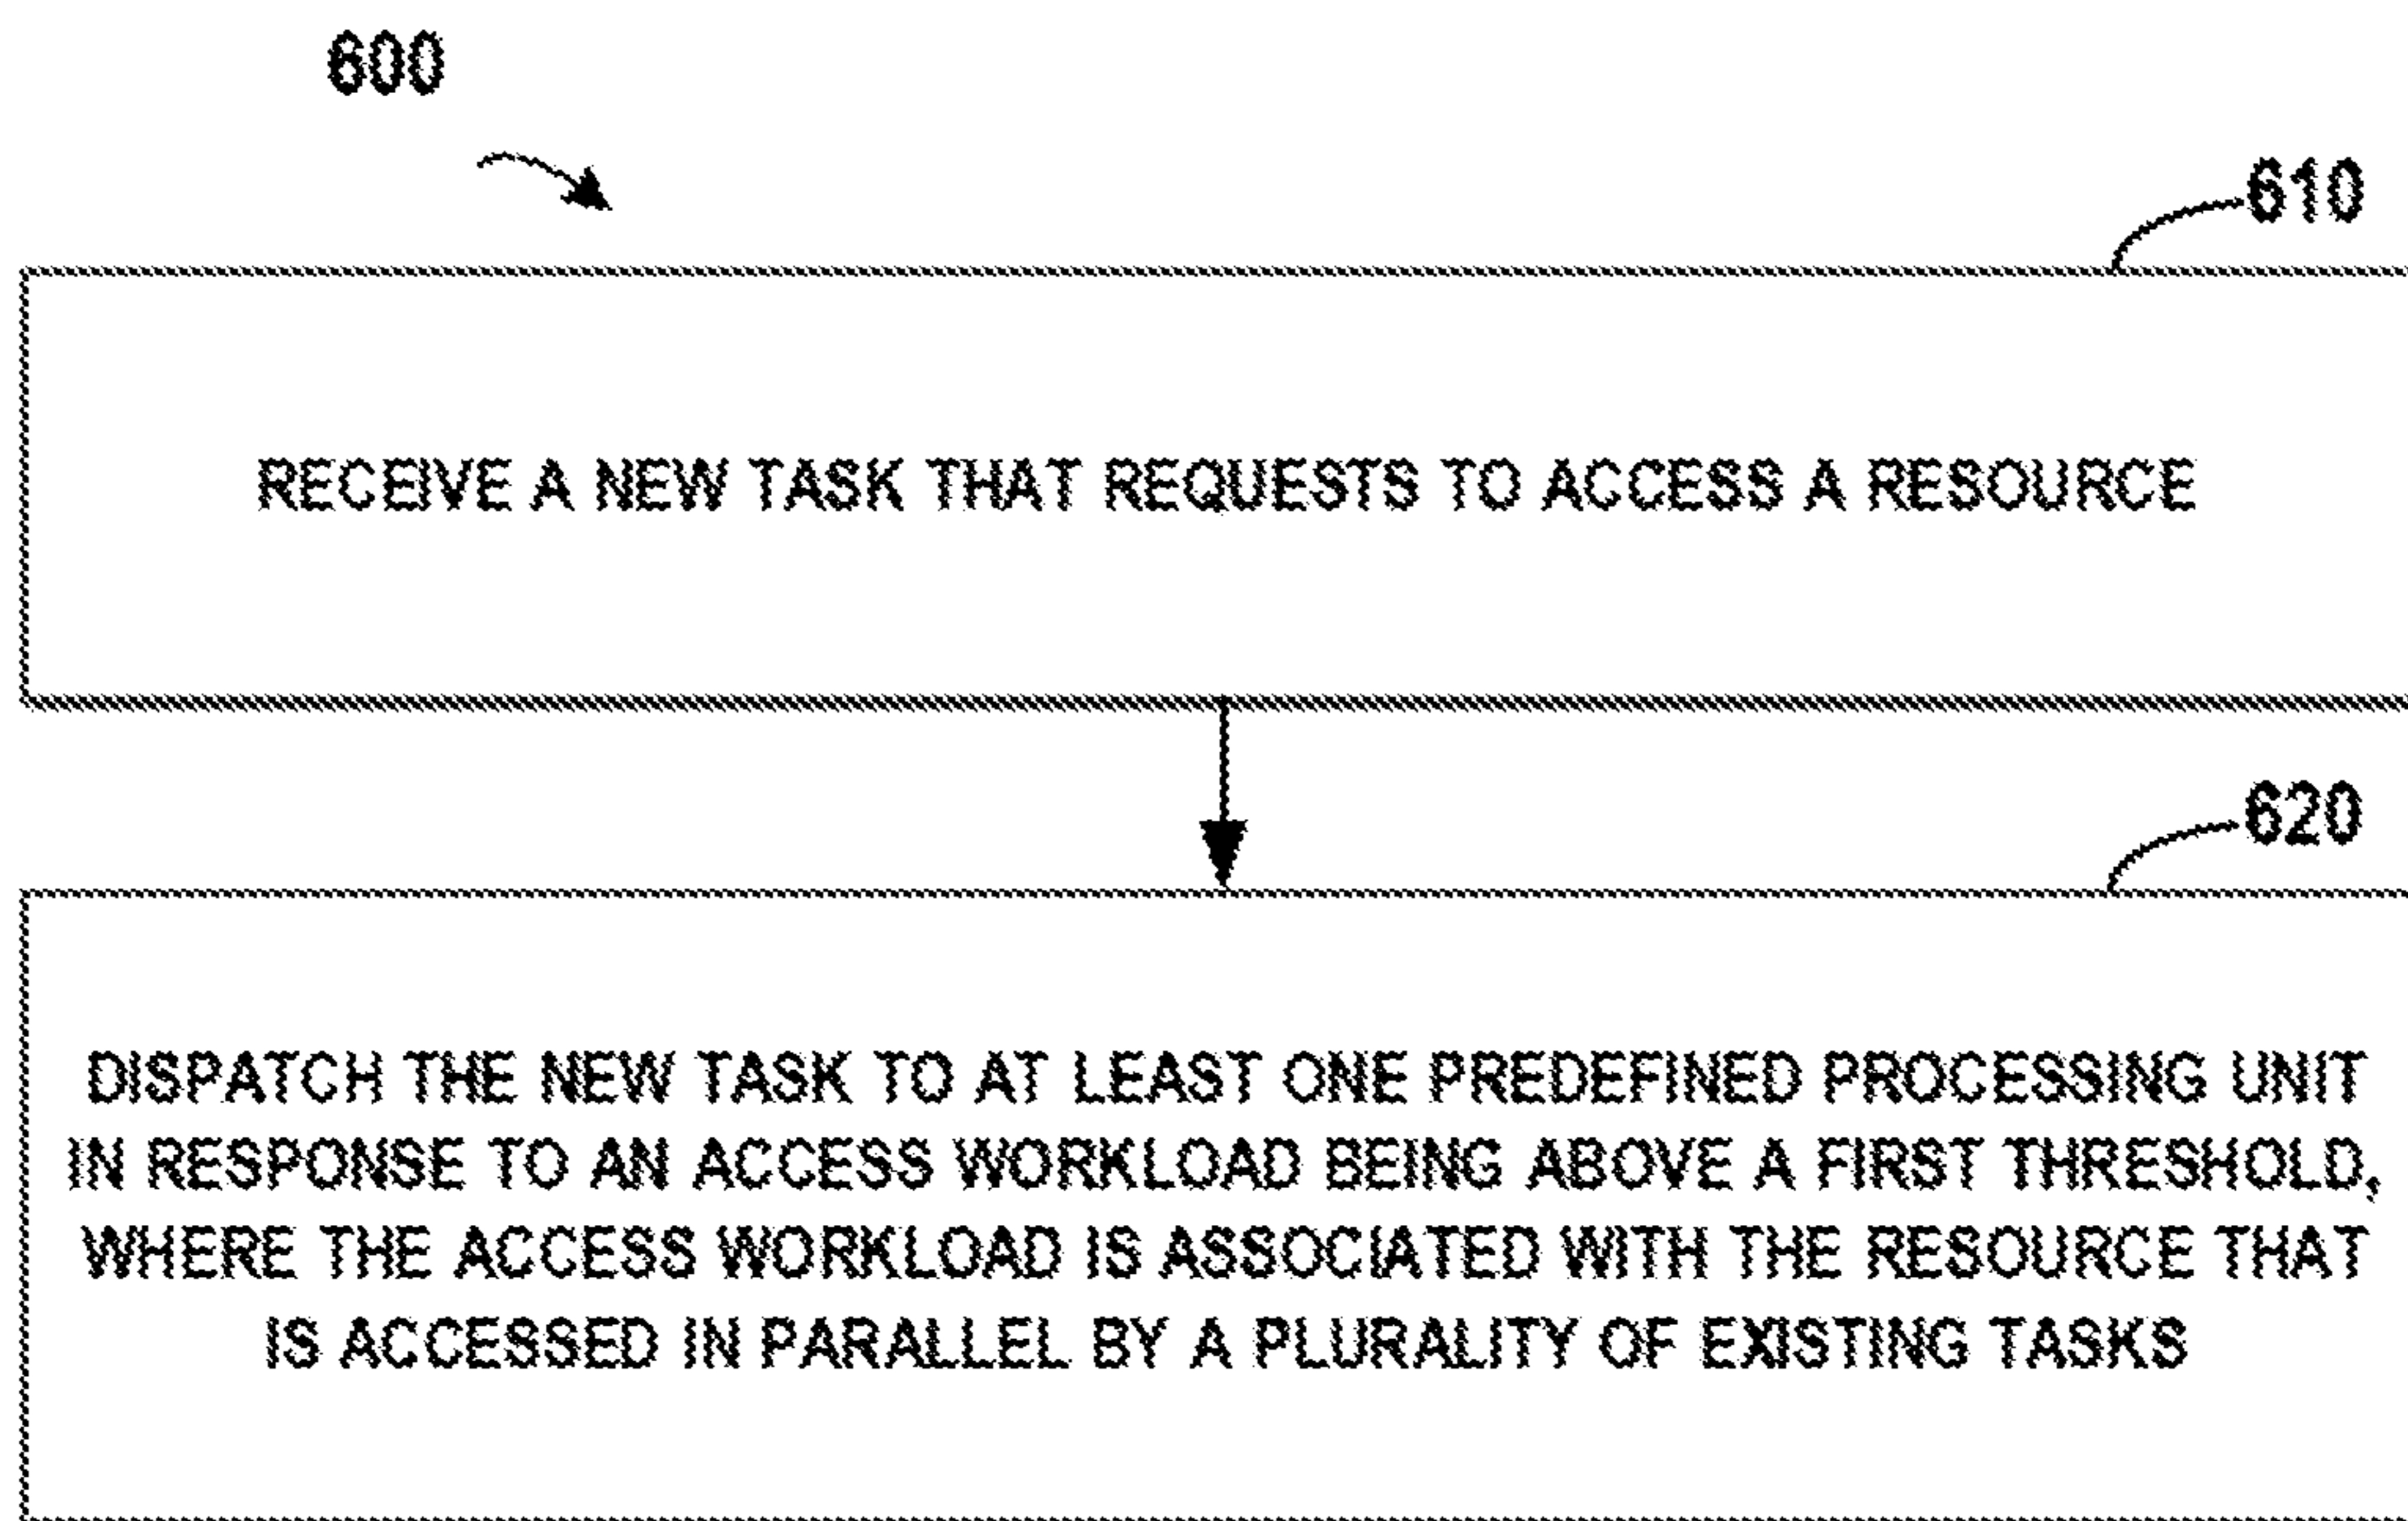 600
610
RECEIVE A NEW TASK THAT REQUESTS TO ACCESS A RESOURCE
620
DISPATCH THE NEW TASK TO AT LEAST ONE PREDEFINED PROCESSING UNIT
IN RESPONSE TO AN ACCESS WORKLOAD BEING ABOVE A FIRST THRESHOLD,
WHERE THE ACCESS WORKLOAD IS ASSOCIATED WITH THE RESOURCE THAT
IS ACCESSED IN PARALLEL BY A PLURALITY OF EXISTING TASKS